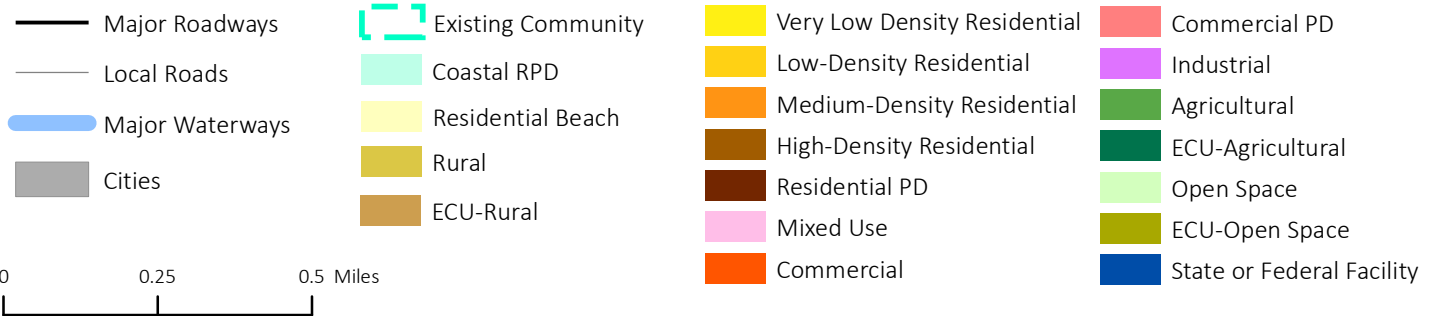 Major Roadways
Local Roads
Major Waterways
Cities
Existing Community
Coastal RPD
Residential Beach
Rural
ECU-Rural
Very Low Density Residential
Low-Density Residential
Medium-Density Residential
High-Density Residential
Residential PD
Mixed Use
Commercial
Commercial PD
Industrial
Agricultural
ECU-Agricultural
Open Space
ECU-Open Space
State or Federal Facility
0 0.25 0.5 Miles